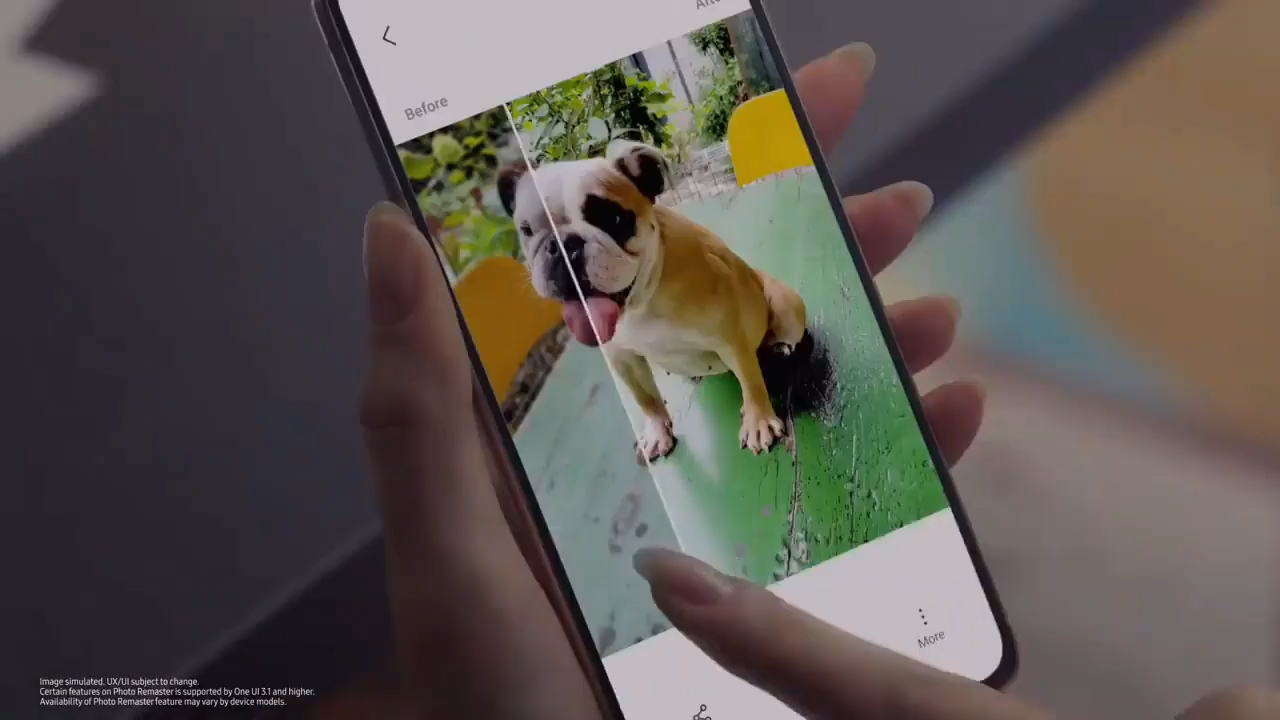 Before
More
Image simulated. UX/UI subject to change.
Certain features on Photo Remaster is supported by One UI 3.1 and higher.
Availability of Photo Remaster feature may vary by device models.